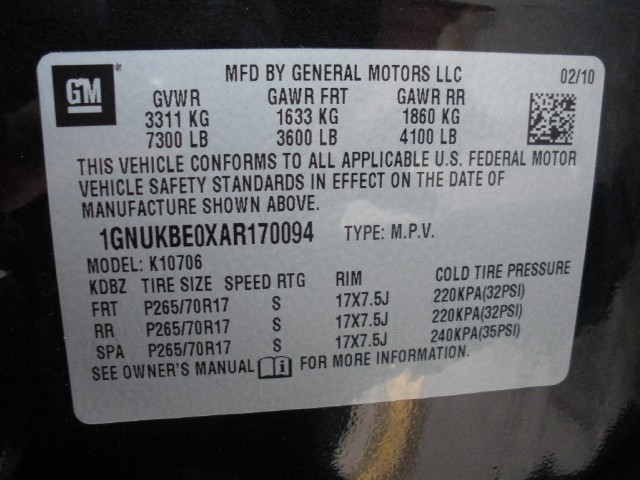 GM
MFD BY GENERAL MOTORS LLC 02/10
GVWR GAWR FRT GAWR RR
3311 KG 1633 KG 1860 KG
7300 LB 3600 LB 4100 LB
THIS VEHICLE CONFORMS TO ALL APPLICABLE U.S. FEDERAL MOTOR
VEHICLE SAFETY STANDARDS IN EFFECT ON THE DATE OF
MANUFACTURE SHOWN ABOVE.
1GNUKBE0XAR170094 TYPE: M.P.V.
MODEL: K10706
KDBZ TIRE SIZE SPEED RTG RIM COLD TIRE PRESSURE
FRT P265/70R17 S 17X7.5J 220KPA(32PSI)
RR P265/70R17 S 17X7.5J 220KPA(32PSI)
SPA P265/70R17 S 17X7.5J 240KPA(35PSI)
SEE OWNER'S MANUAL FOR MORE INFORMATION.